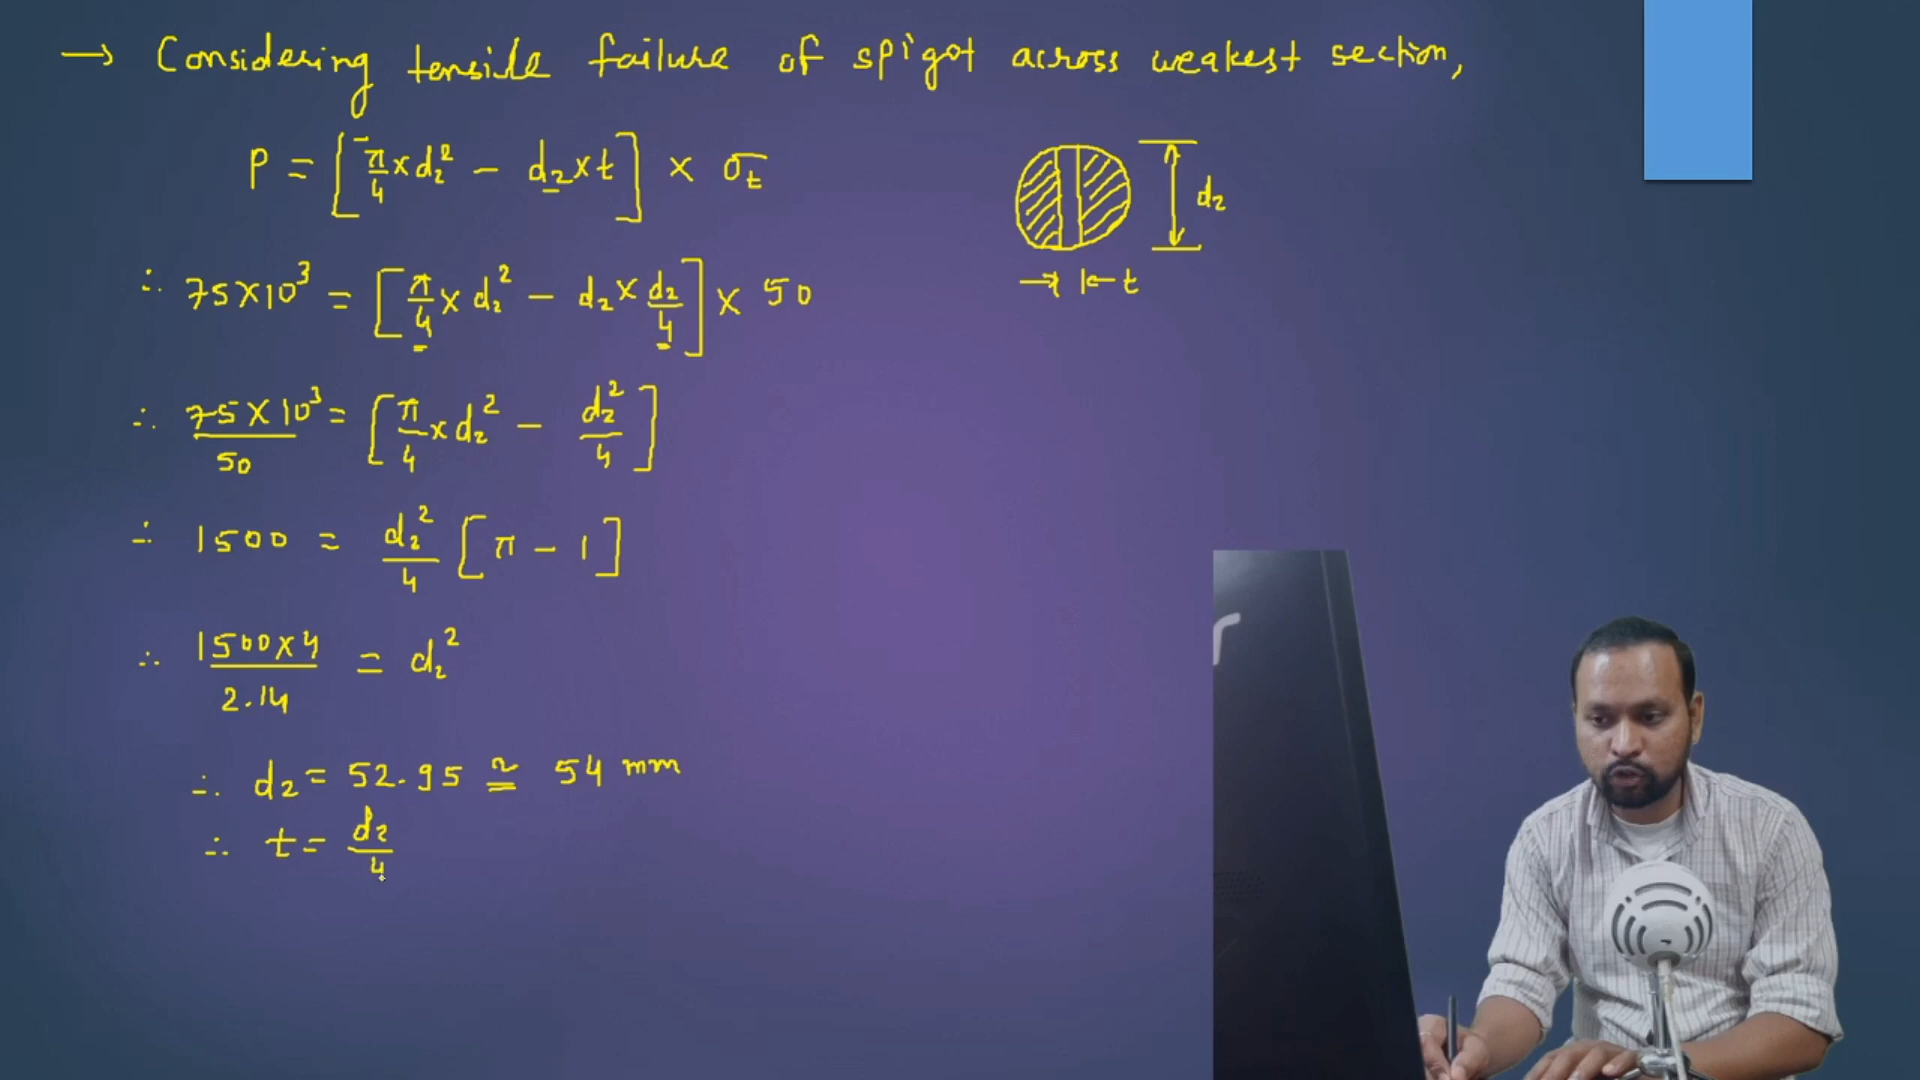 → Considering tensile failure of spigot across weakest section,
P = [π/4 × d₂² − d₂ × t] × σt
d₂
t
∴ 75×10³ = [π/4 × d₂² − d₂ × d₂/4] × 50
∴ 75×10³/50 = [π/4 × d₂² − d₂²/4]
∴ 1500 = d₂²/4 [π − 1]
∴ 1500×4/2.14 = d₂²
∴ d₂ = 52.95 ≅ 54 mm
∴ t = d₂/4